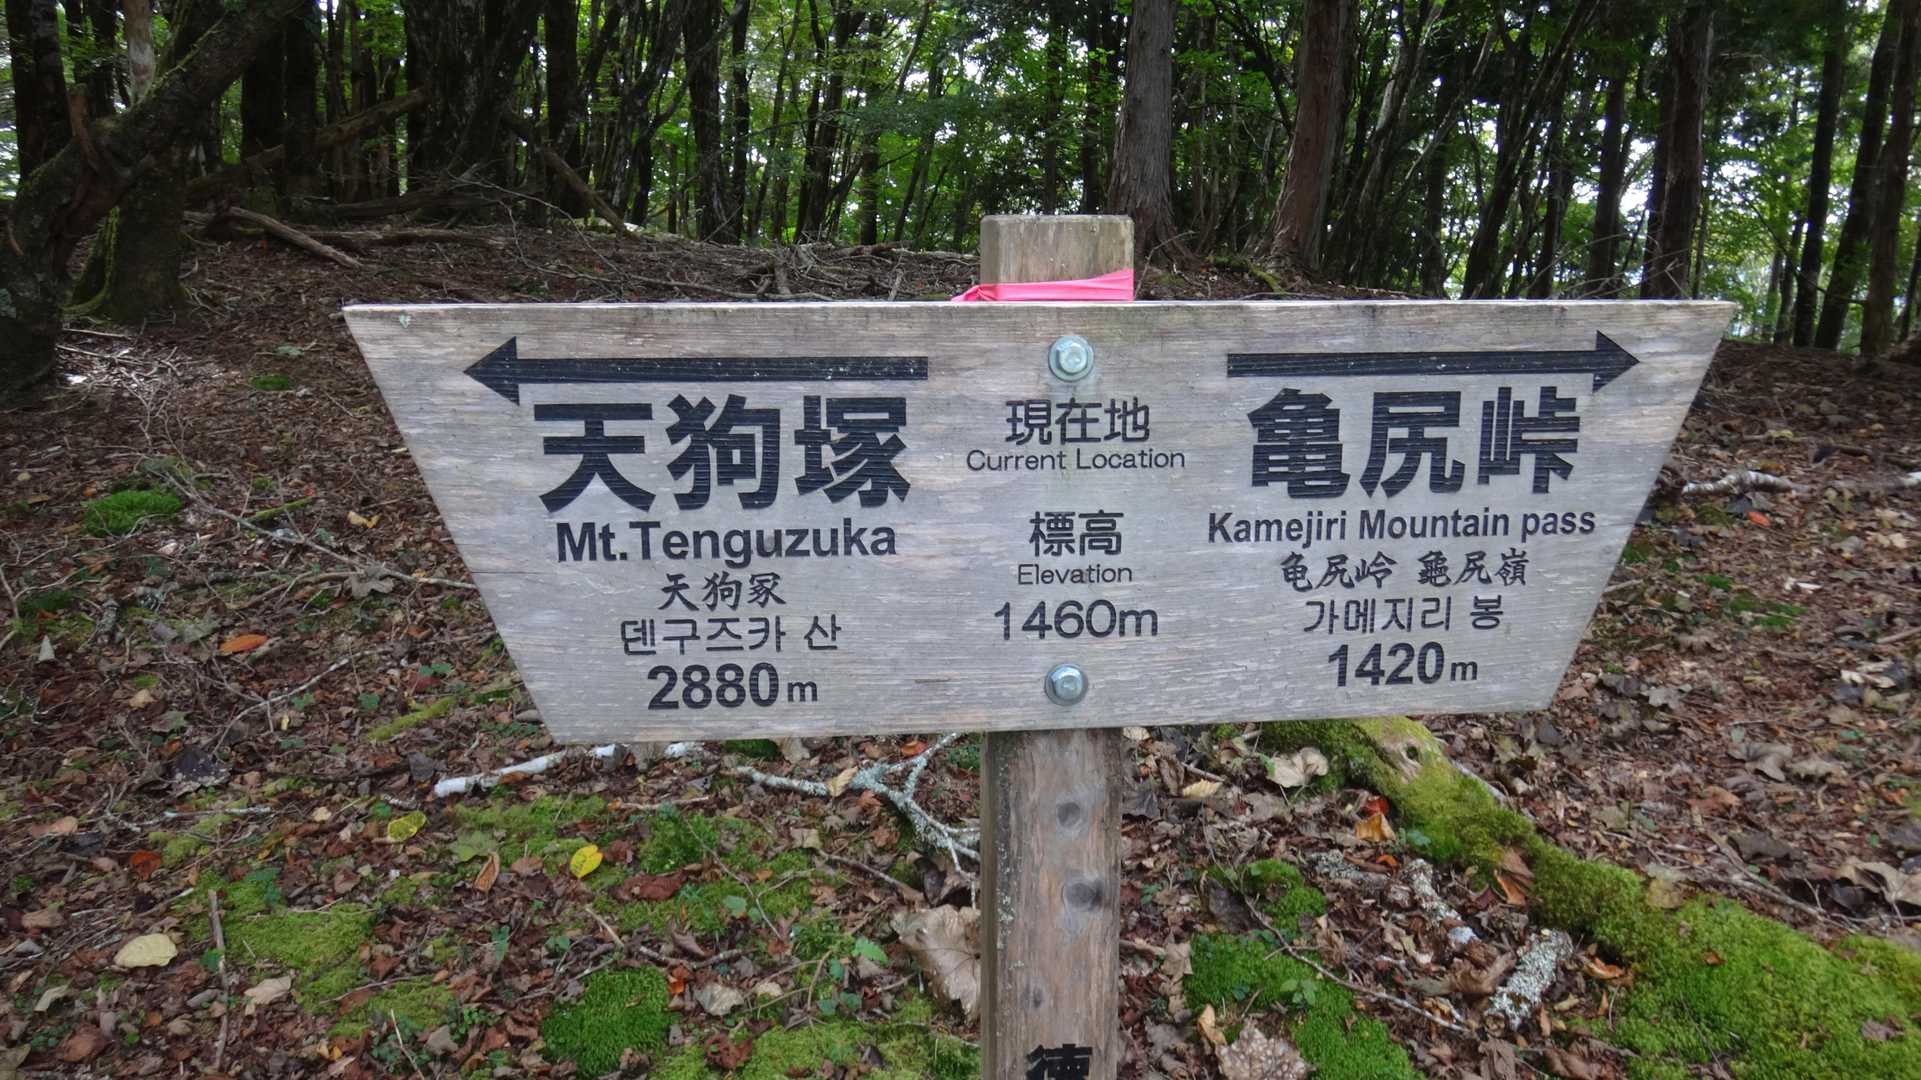 天狗塚
Mt.Tenguzuka
天狗冢
덴구즈카 산
2880m
現在地
Current Location
標高
Elevation
1460m
亀尻峠
Kamejiri Mountain pass
龟尻岭 龜尻嶺
가메지리 봉
1420m
徳